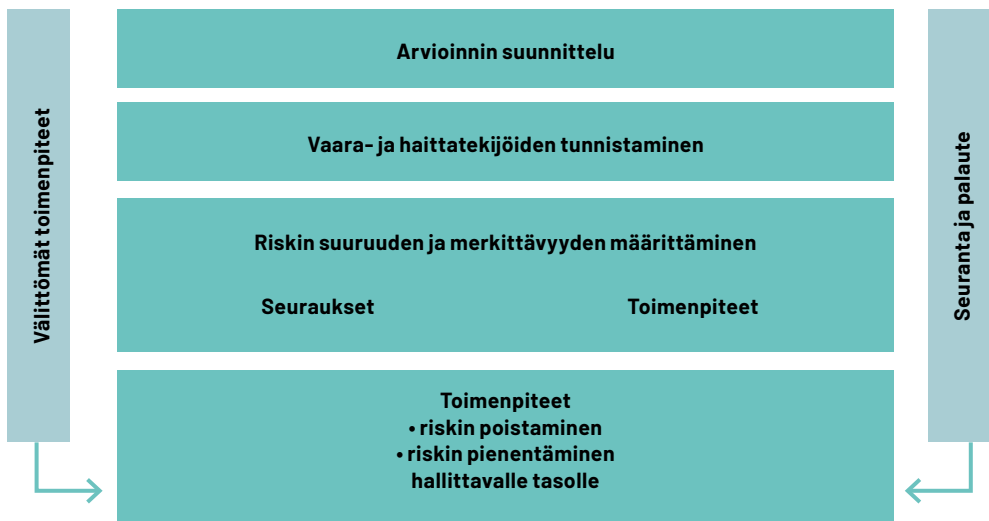 Välittömät toimenpiteet
Arvioinnin suunnittelu
Vaara- ja haittatekijöiden tunnistaminen
Riskin suuruuden ja merkittävyyden määrittäminen
Seuraukset
Toimenpiteet
Toimenpiteet
• riskin poistaminen
• riskin pienentäminen
hallittavalle tasolle
Seuranta ja palaute